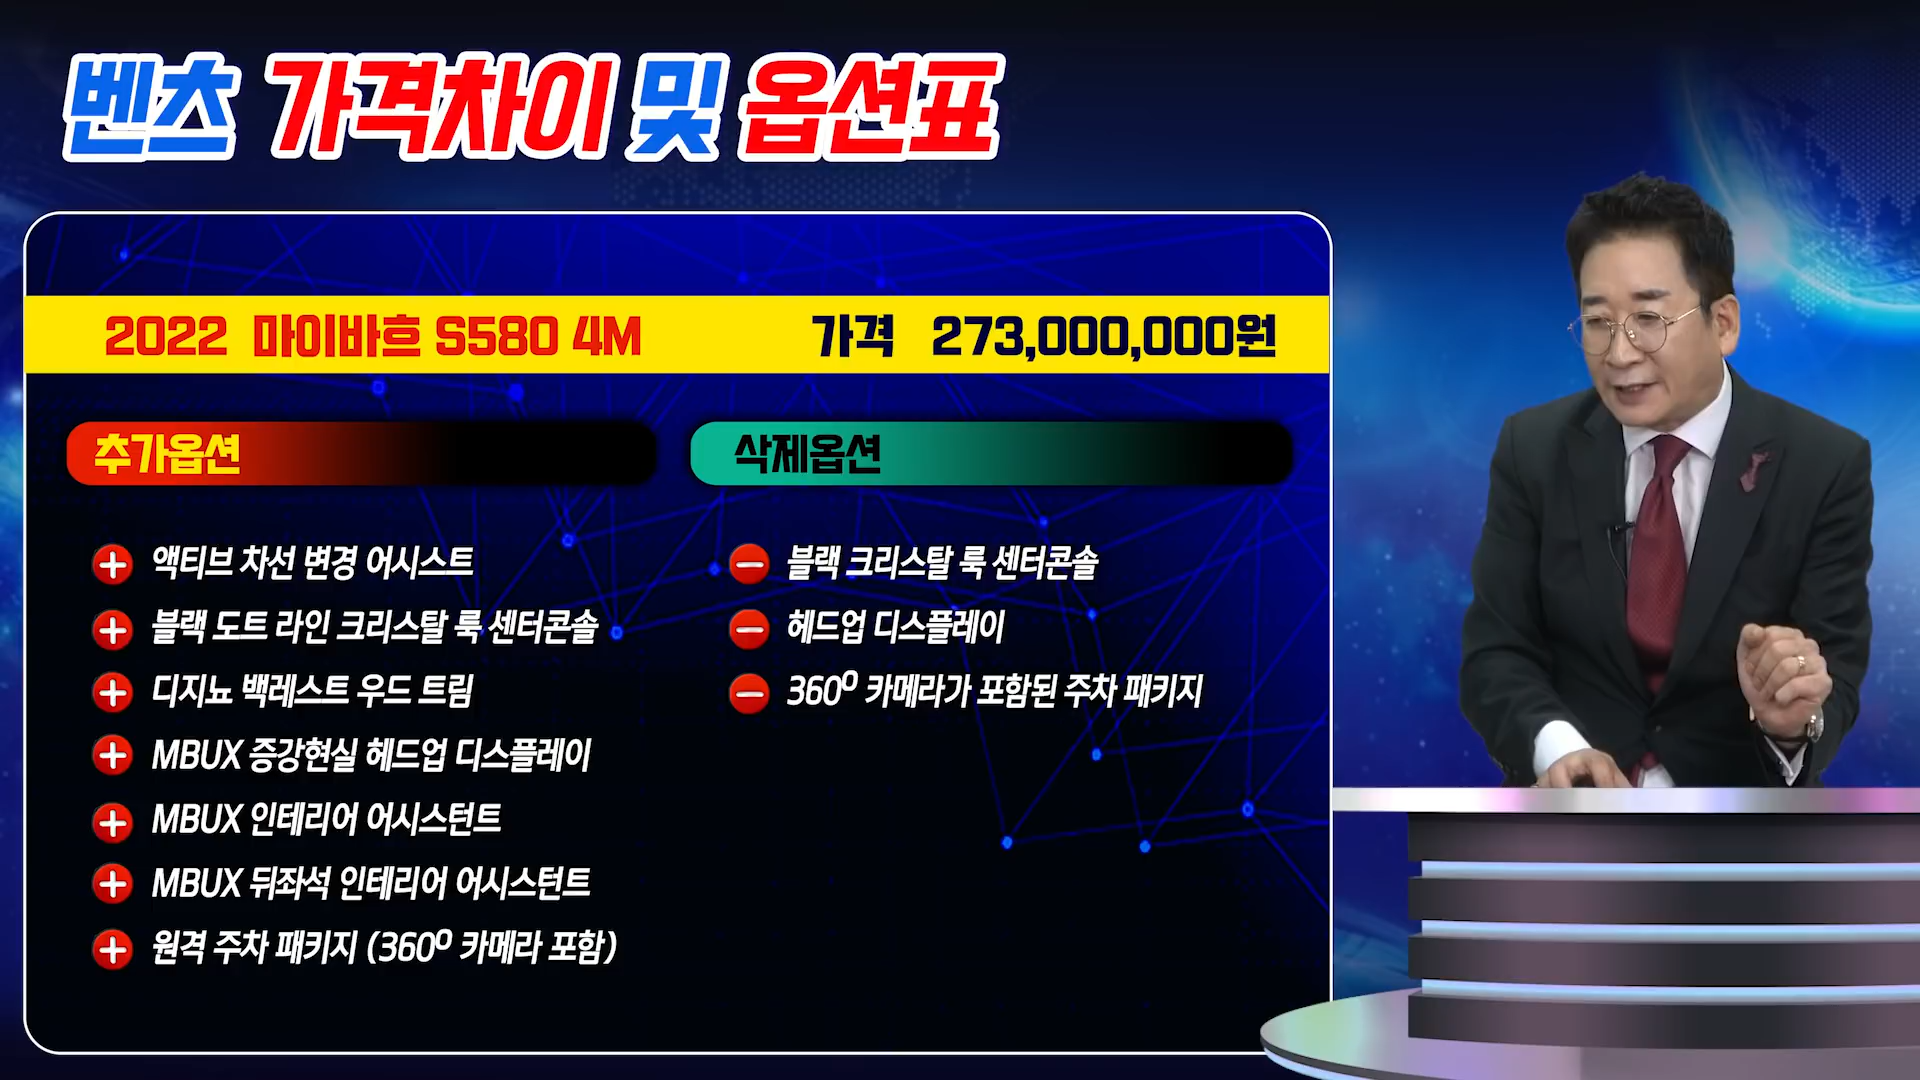 벤츠 가격차이 및 옵션표
2022 마이바흐 S580 4M 가격 273,000,000원
추가옵션
액티브 차선 변경 어시스트
블랙 도트 라인 크리스탈 룩 센터콘솔
디지뇨 백레스트 우드 트림
MBUX 증강현실 헤드업 디스플레이
MBUX 인테리어 어시스턴트
MBUX 뒤좌석 인테리어 어시스턴트
원격 주차 패키지 (360º 카메라 포함)
삭제옵션
블랙 크리스탈 룩 센터콘솔
헤드업 디스플레이
360º 카메라가 포함된 주차 패키지